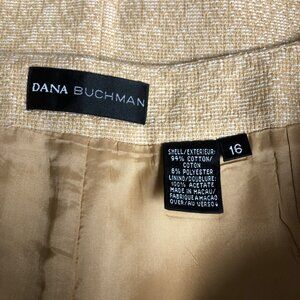 DANA BUCHMAN
16
SHELL/EXTERIEUR:
94% COTTON/
COTON
6% POLYESTER
LINING/DOUBLURE:
100% ACETATE
MADE IN MACAU/
FABRIQUE A MACAO
OVER/AU VERSO